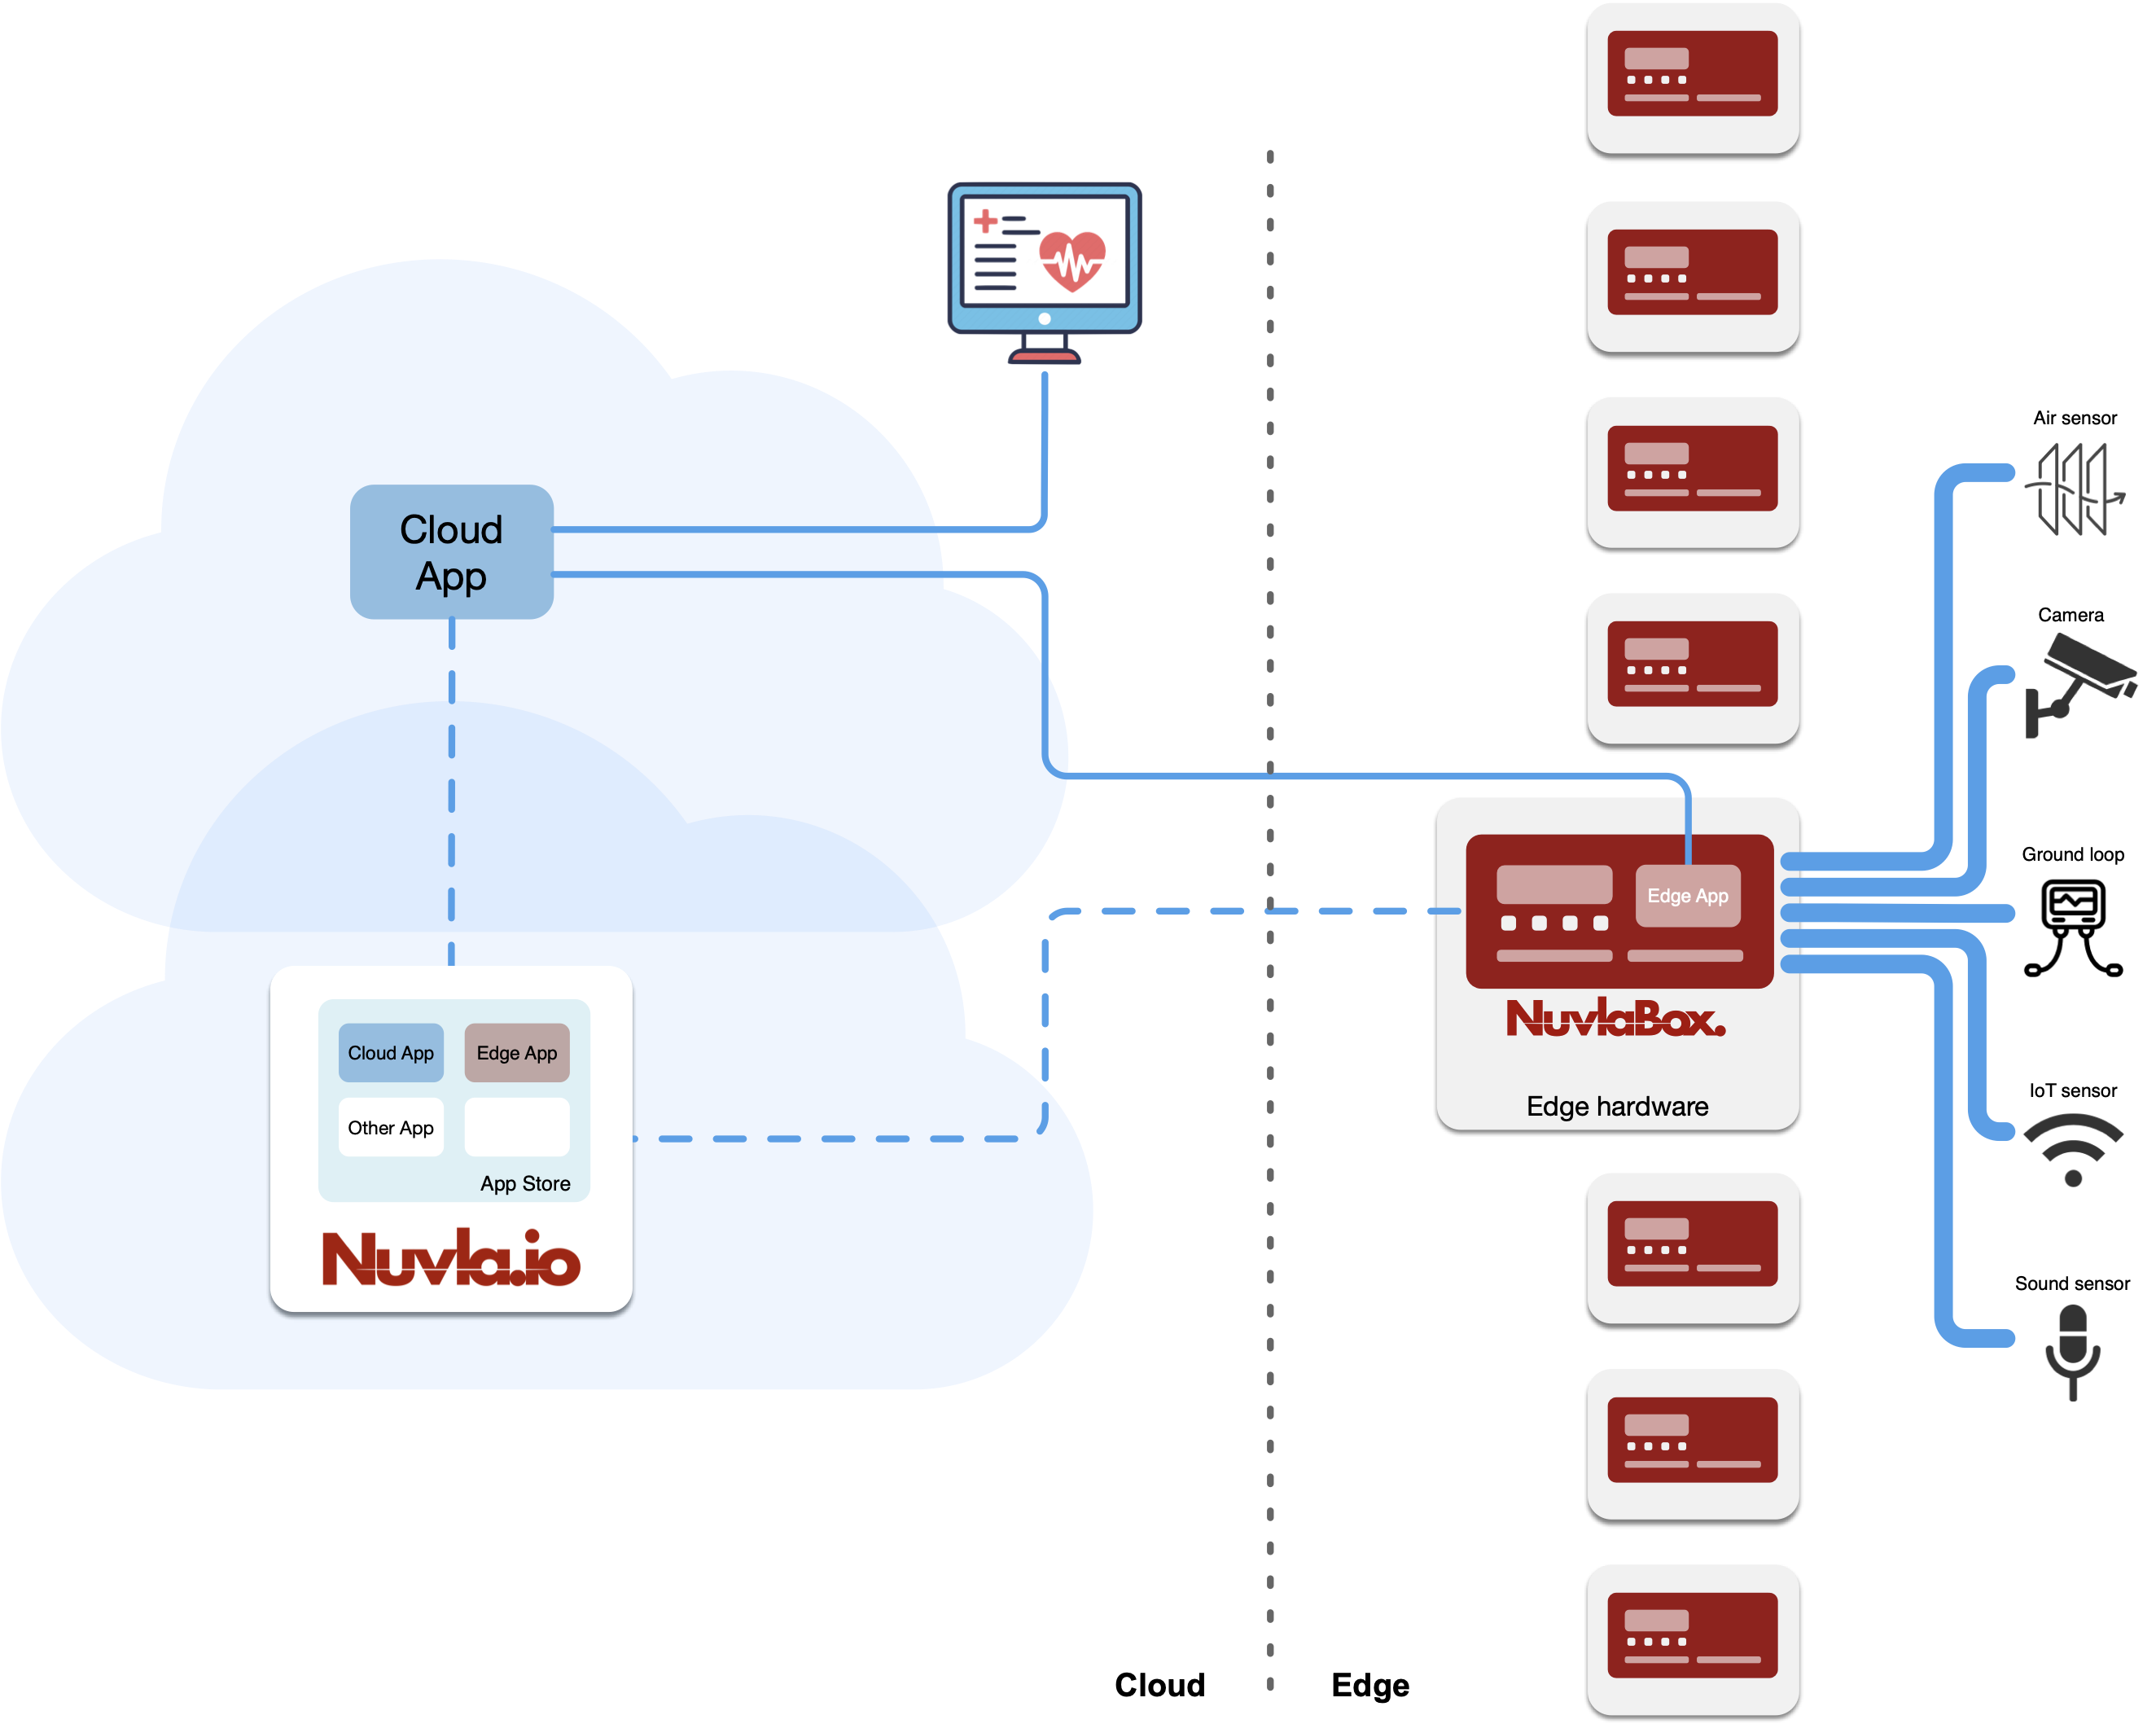 Air sensor
Camera
Cloud
App
Ground loop
Edge App
NuvlaBox.
Edge hardware
Cloud App
Edge App
Other App
App Store
Nuvla.io
IoT sensor
Sound sensor
Cloud
Edge